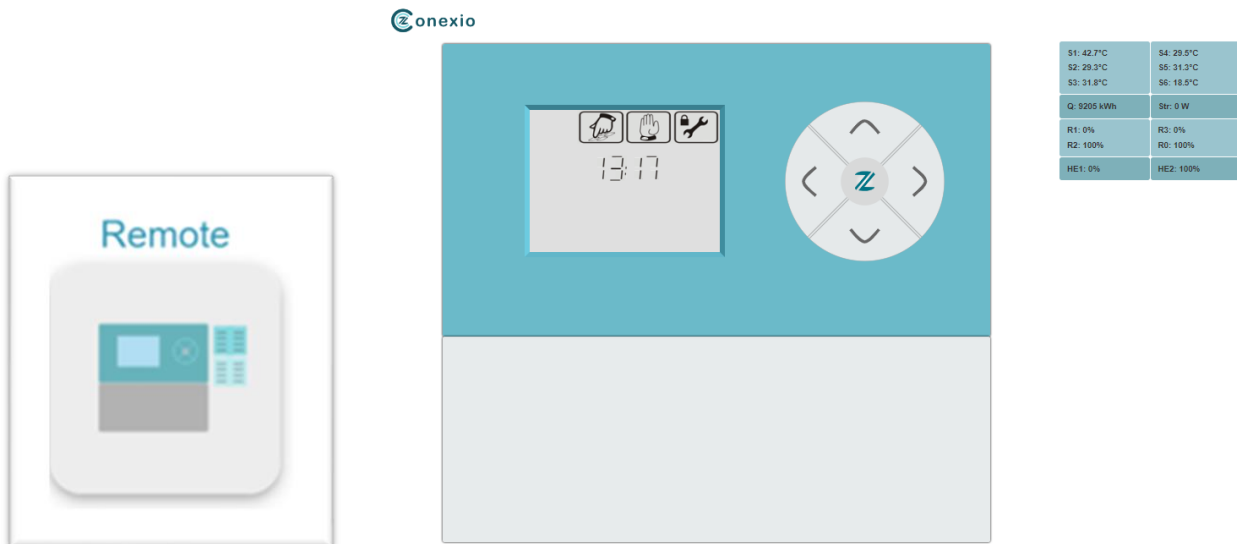 Conexio
Remote
13:17
S1: 42.7°C
S2: 29.3°C
S3: 31.8°C
S4: 29.5°C
S5: 31.3°C
S6: 18.5°C
Q: 9205 kWh
Str: 0 W
R1: 0%
R2: 100%
R3: 0%
R0: 100%
HE1: 0%
HE2: 100%